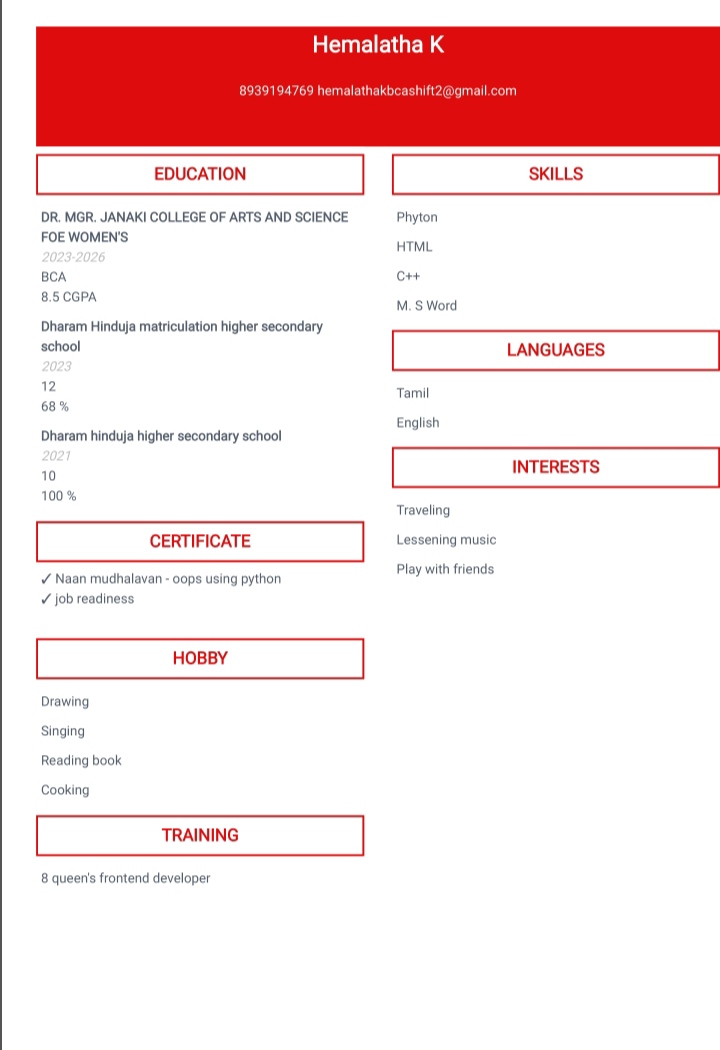 Hemalatha K
8939194769 hemalathakbcashift2@gmail.com
EDUCATION
DR. MGR. JANAKI COLLEGE OF ARTS AND SCIENCE
FOE WOMEN'S
2023-2026
BCA
8.5 CGPA
Dharam Hinduja matriculation higher secondary
school
2023
12
68 %
Dharam hinduja higher secondary school
2021
10
100 %
CERTIFICATE
✓ Naan mudhalavan - oops using python
✓ job readiness
HOBBY
Drawing
Singing
Reading book
Cooking
TRAINING
8 queen's frontend developer
SKILLS
Phyton
HTML
C++
M. S Word
LANGUAGES
Tamil
English
INTERESTS
Traveling
Lessening music
Play with friends